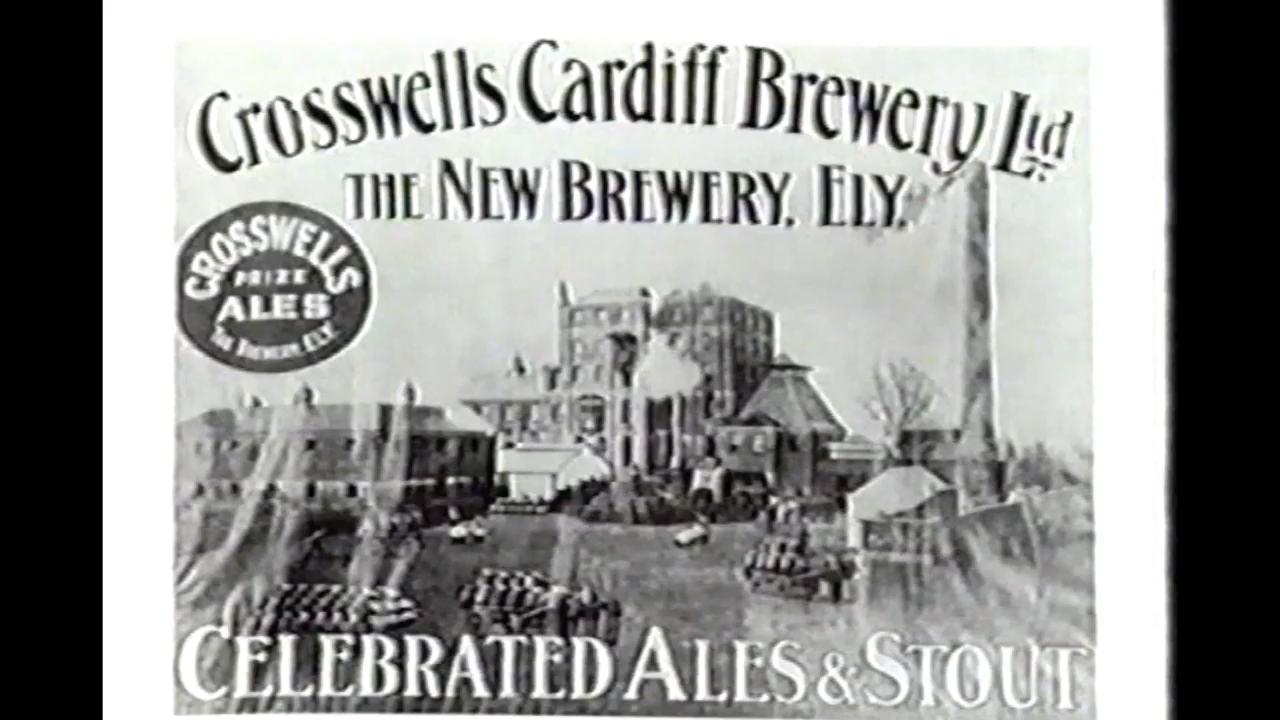 Crosswells Cardiff Brewery Ltd
THE NEW BREWERY, ELY.
CROSSWELLS
PRIZE
ALES
THE BREWERY ELY
CELEBRATED ALES & STOUT